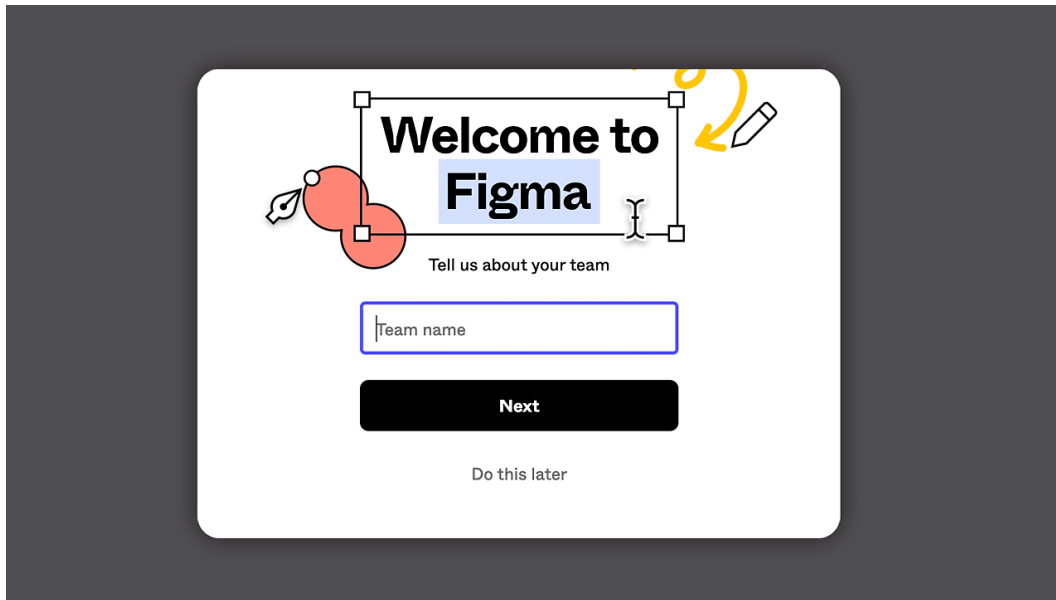 Welcome to
Figma
Tell us about your team
Team name
Next
Do this later